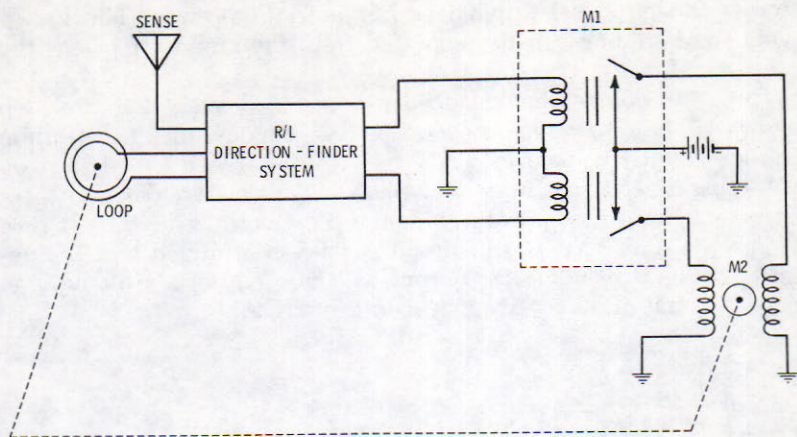 SENSE
M1
R/L
DIRECTION - FINDER
SYSTEM
LOOP
M2